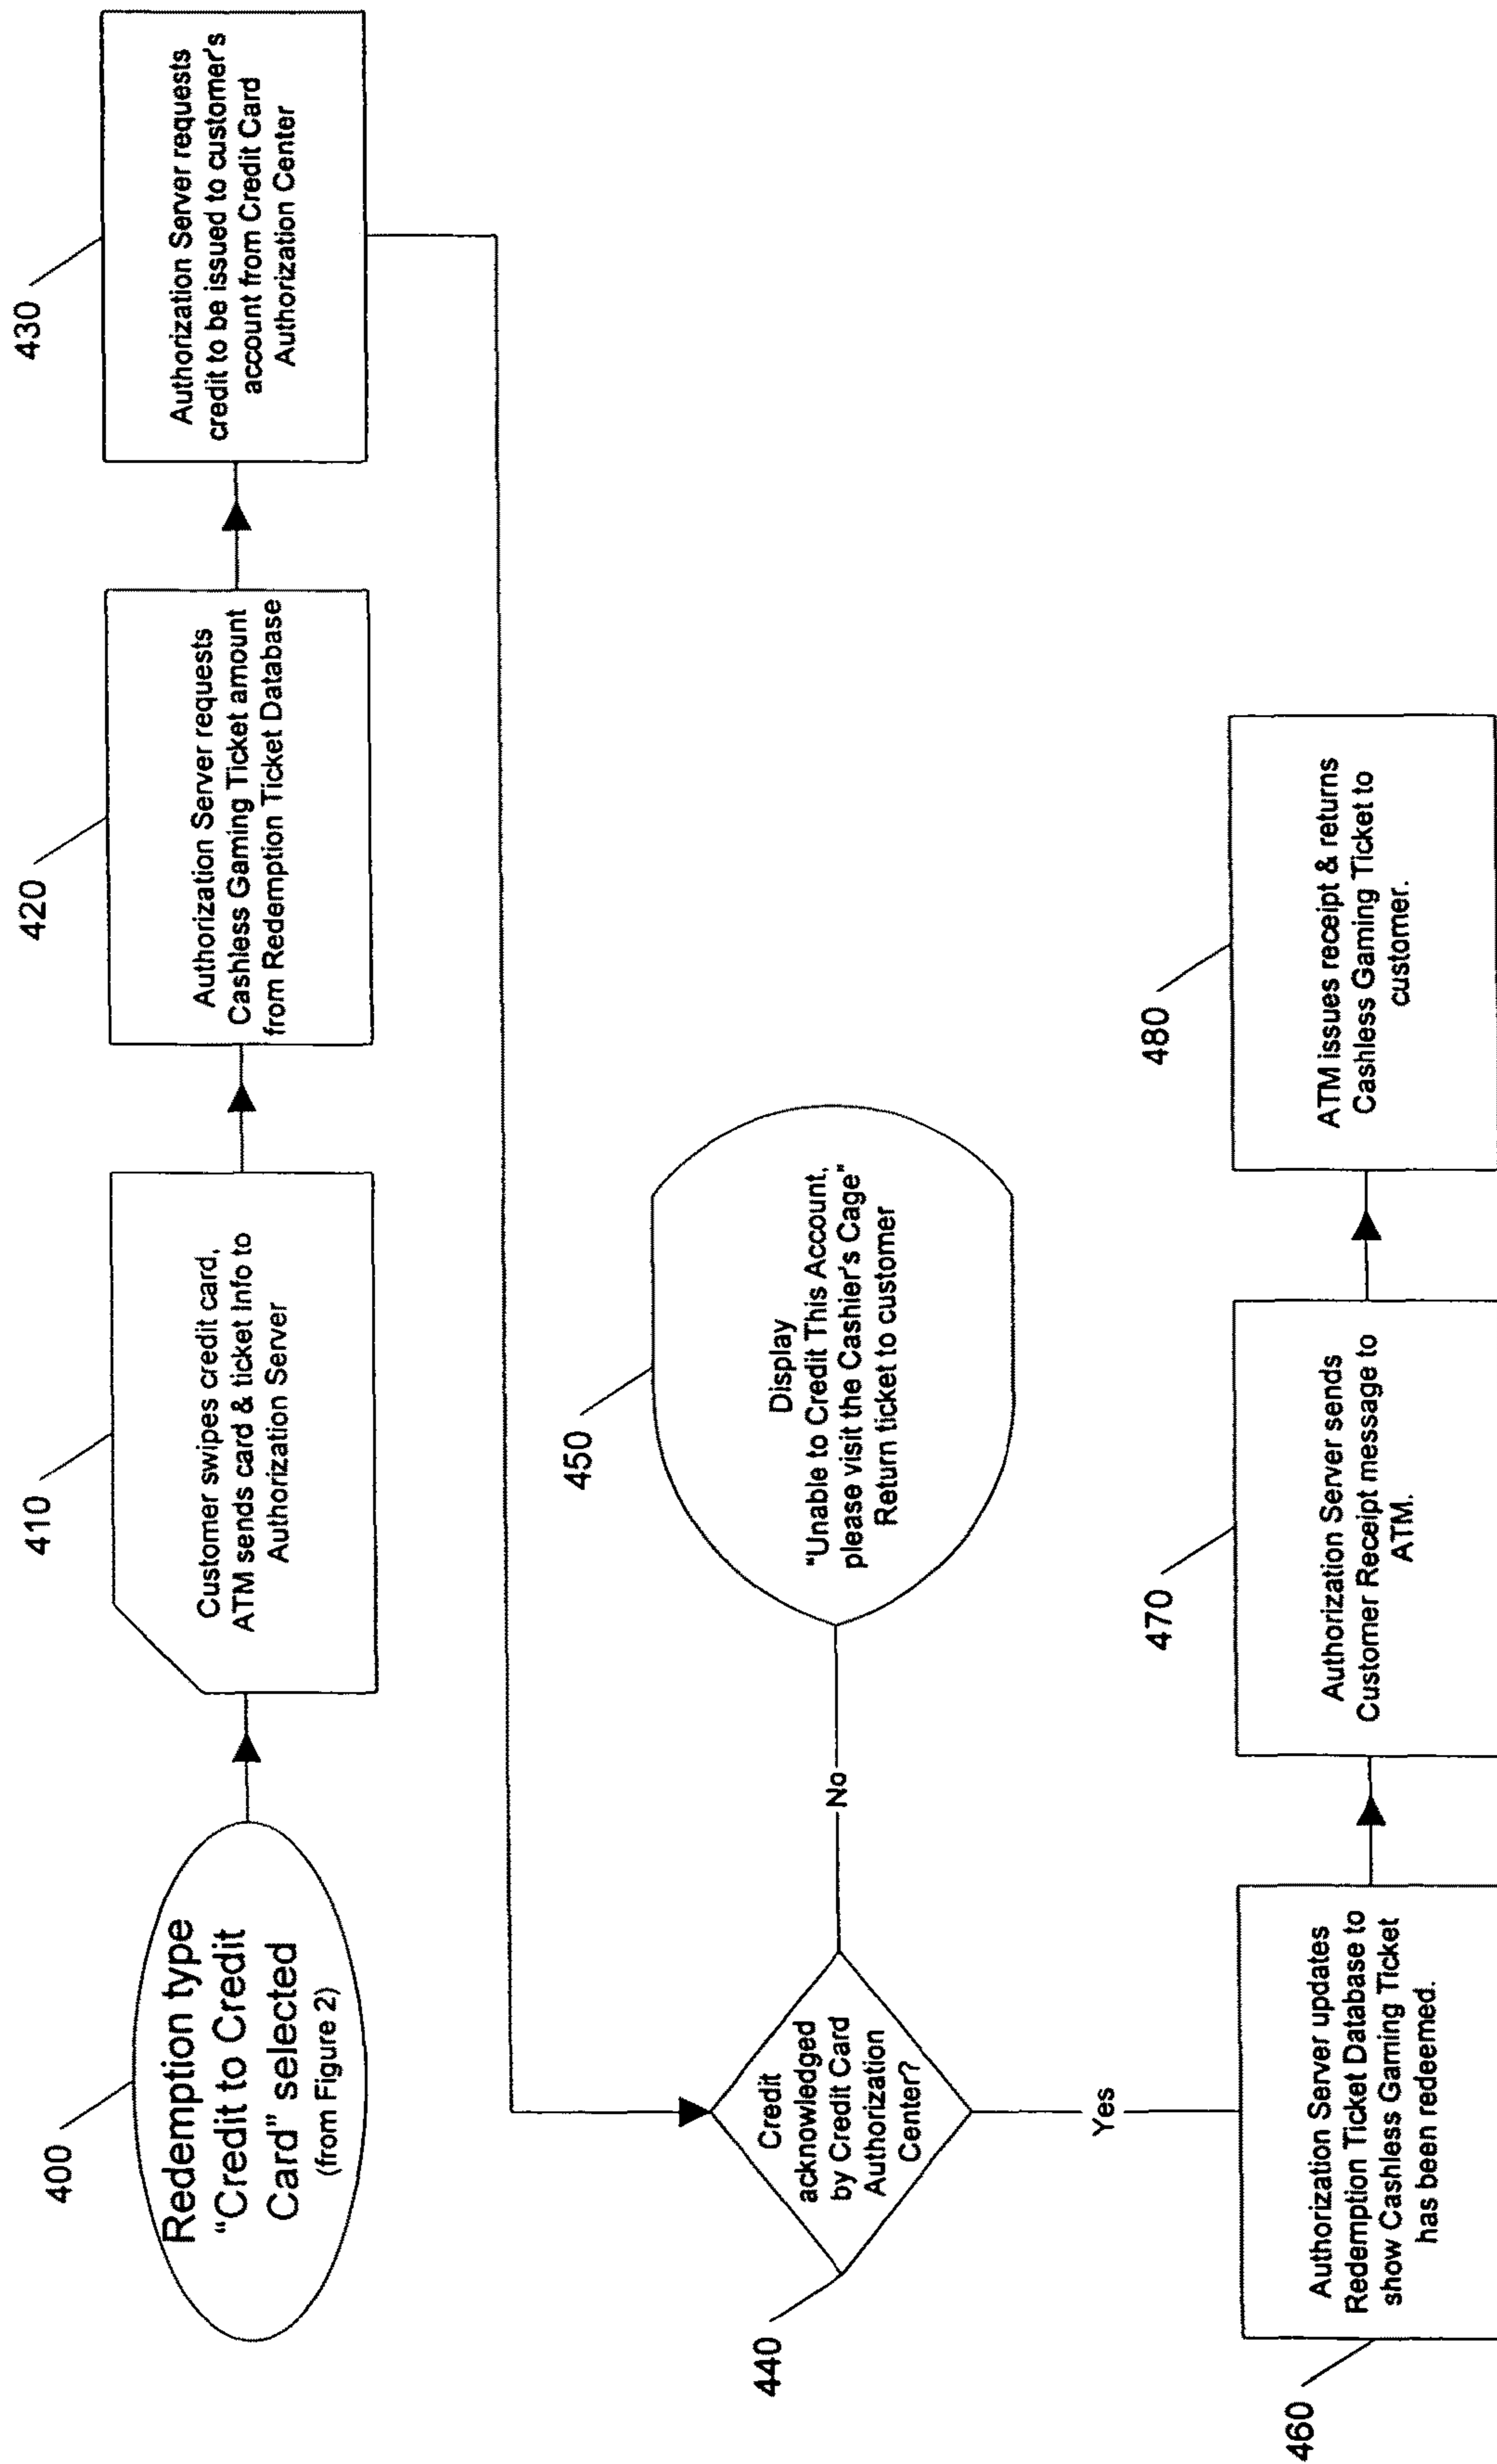 400
Redemption type
“Credit to Credit
Card” selected
(from Figure 2)
410
Customer swipes credit card,
ATM sends card & ticket Info to
Authorization Server
420
Authorization Server requests
Cashless Gaming Ticket amount
from Redemption Ticket Database
430
Authorization Server requests
credit to be issued to customer's
account from Credit Card
Authorization Center
440
Credit
acknowledged
by Credit Card
Authorization
Center?
No
450
Display
"Unable to Credit This Account,
please visit the Cashier's Cage"
Return ticket to customer
Yes
460
Authorization Server updates
Redemption Ticket Database to
show Cashless Gaming Ticket
has been redeemed.
470
Authorization Server sends
Customer Receipt message to
ATM.
480
ATM issues receipt & returns
Cashless Gaming Ticket to
customer.